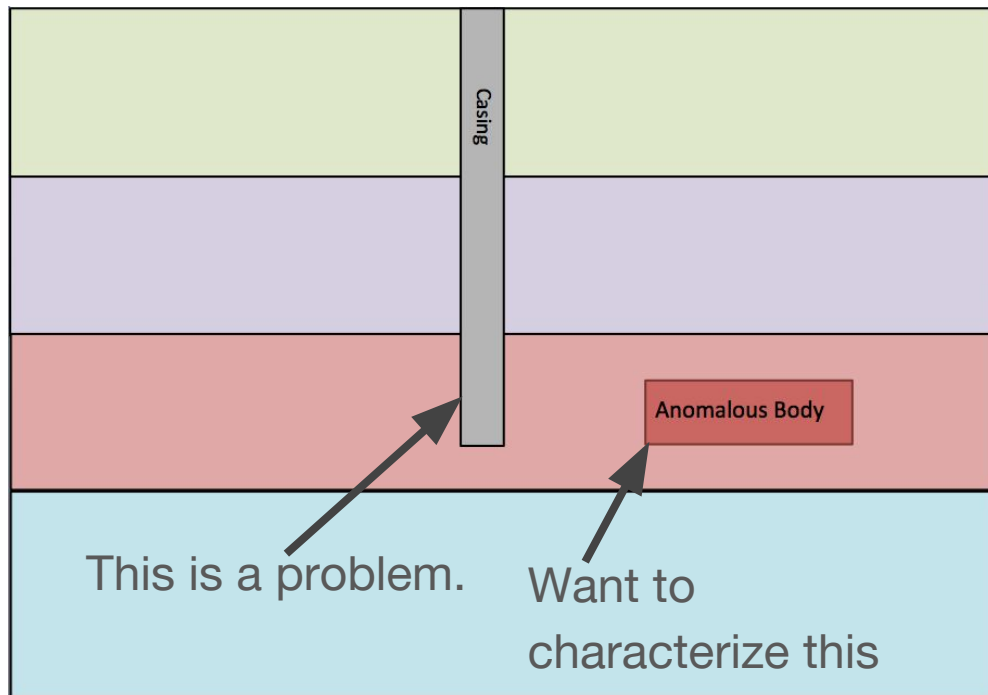 Casing
Anomalous Body
This is a problem.
Want to
characterize this